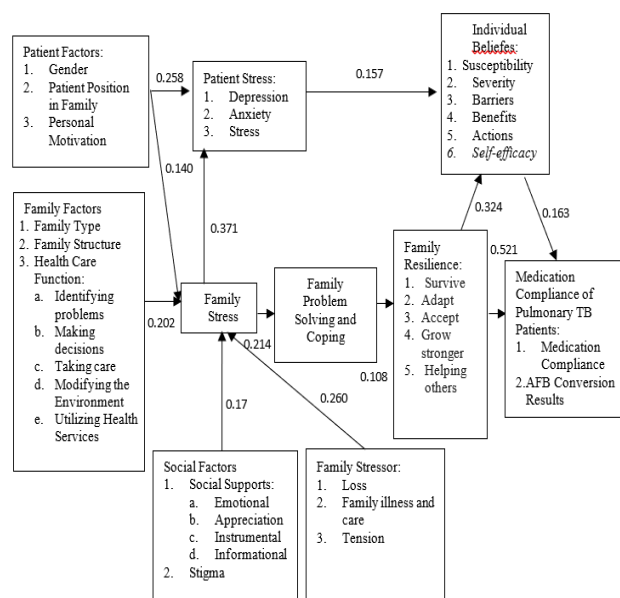 Patient Factors:
1. Gender
2. Patient Position
in Family
3. Personal
Motivation
0.258
Patient Stress:
1. Depression
2. Anxiety
3. Stress
0.157
Individual
Beliefes:
1. Susceptibility
2. Severity
3. Barriers
4. Benefits
5. Actions
6. Self-efficacy
0.140
0.371
0.324
0.163
Family Factors
1. Family Type
2. Family Structure
3. Health Care
Function:
a. Identifying
problems
b. Making
decisions
c. Taking care
d. Modifying the
Environment
e. Utilizing Health
Services
0.202
Family
Stress
0.214
Family
Problem
Solving and
Coping
0.108
Family
Resilience:
1. Survive
2. Adapt
3. Accept
4. Grow
stronger
5. Helping
others
0.521
Medication
Compliance of
Pulmonary TB
Patients:
1. Medication
Compliance
2.AFB Conversion
Results
0.17
0.260
Social Factors
1. Social Supports:
a. Emotional
b. Appreciation
c. Instrumental
d. Informational
2. Stigma
Family Stressor:
1. Loss
2. Family illness and
care
3. Tension